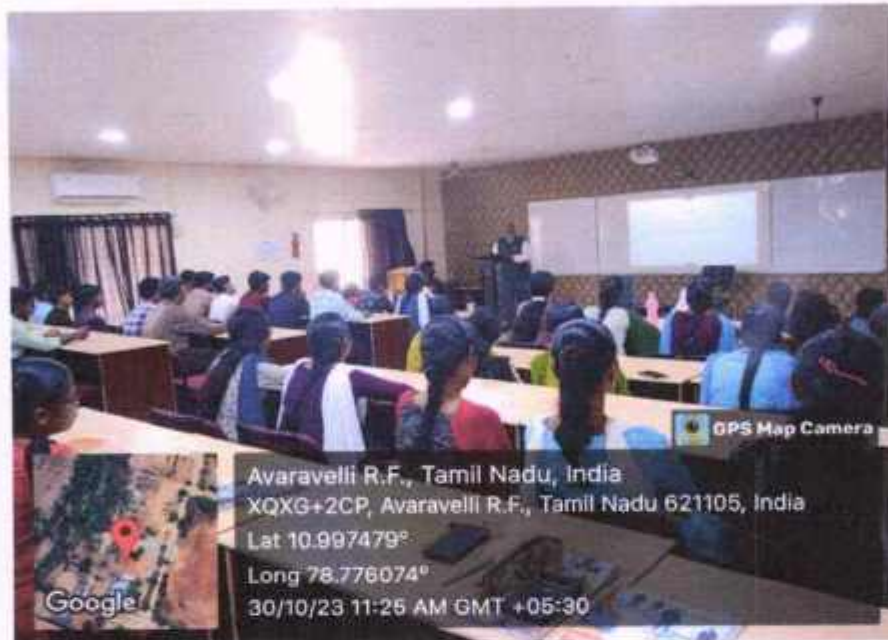 GPS Map Camera
Avaravelli R.F., Tamil Nadu, India
XQXG+2CP, Avaravelli R.F., Tamil Nadu 621105, India
Lat 10.997479°
Long 78.776074°
30/10/23 11:25 AM GMT +05:30
Google